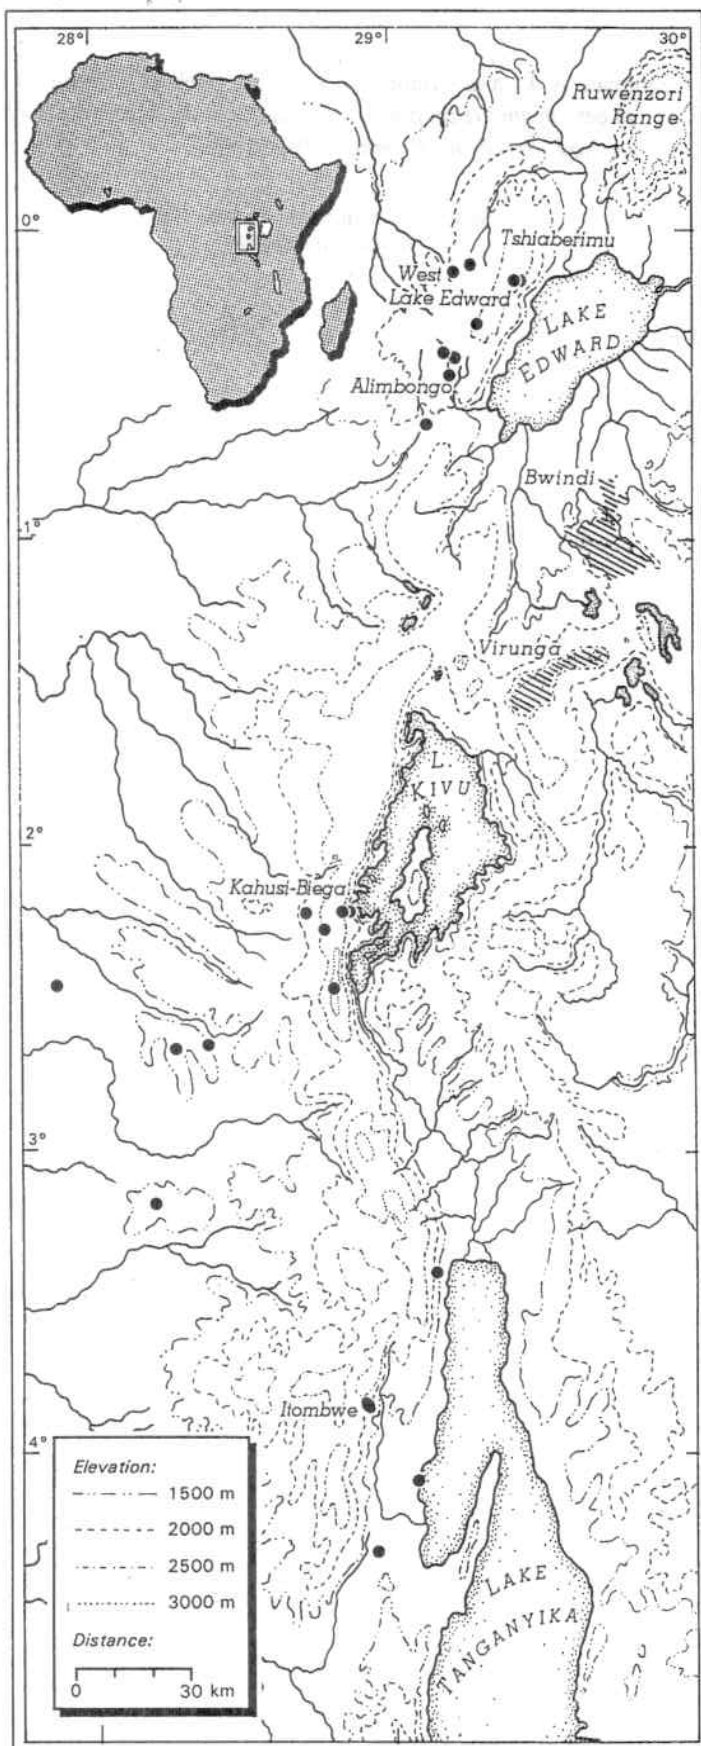 28°
29°
30°
Ruwenzori
Range
0°
Tshiaberimu
West
Lake Edward
LAKE
EDWARD
Alimbongo
Bwindi
1°
Virunga
L.
KIVU
2°
Kahusi-Biega
3°
Itombwe
4°
Elevation:
1500 m
2000 m
2500 m
3000 m
Distance:
0 30 km
LAKE
TANGANYIKA